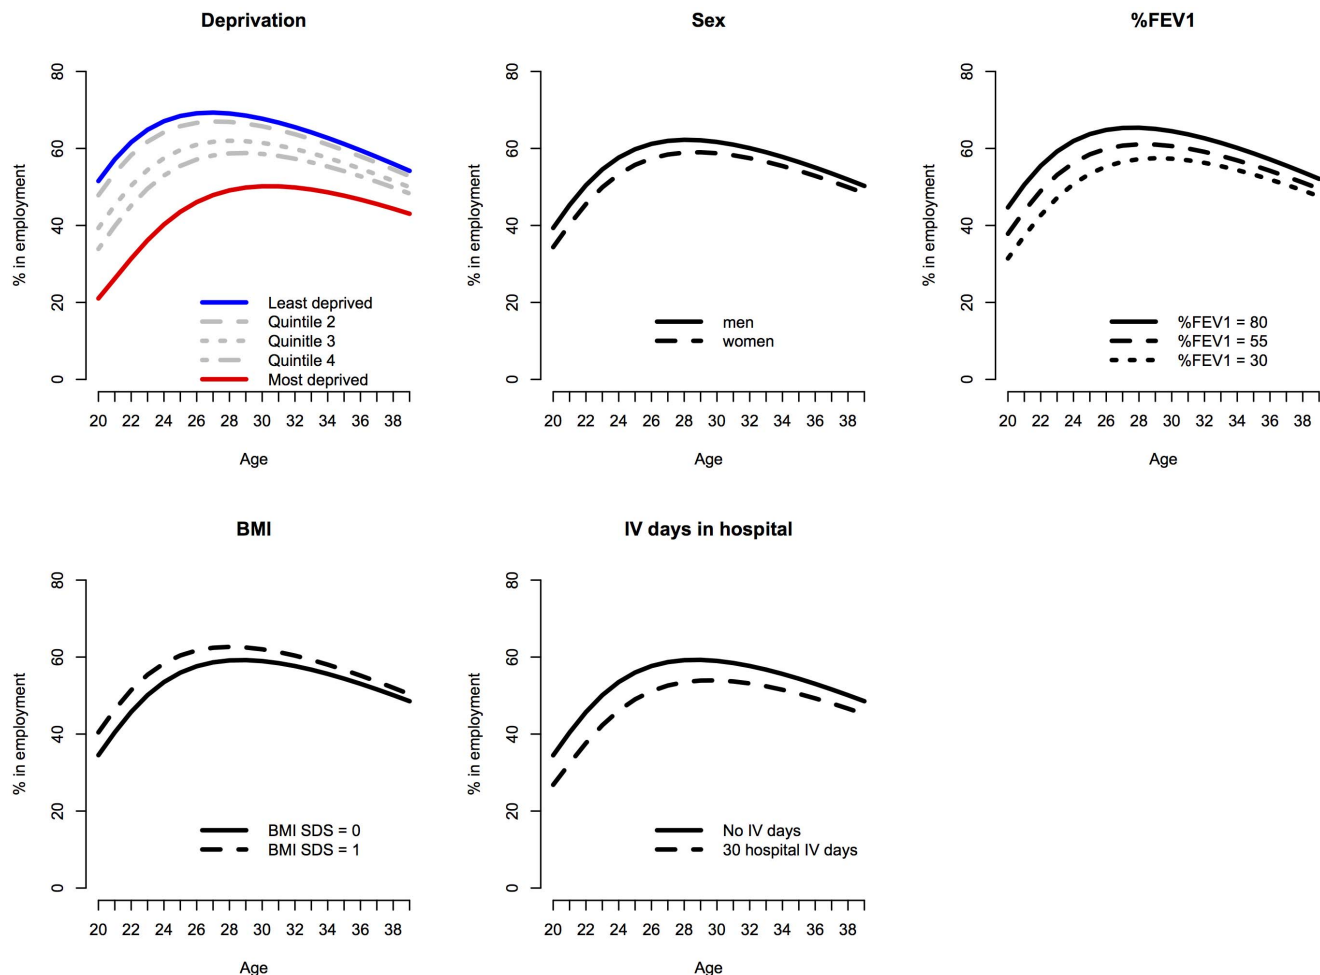 Deprivation
80
60
40
20
0
% in employment
Least deprived
Quintile 2
Quinitle 3
Quintile 4
Most deprived
20 22 24 26 28 30 32 34 36 38
Age
Sex
80
60
40
20
0
% in employment
men
women
20 22 24 26 28 30 32 34 36 38
Age
%FEV1
80
60
40
20
0
% in employment
%FEV1 = 80
%FEV1 = 55
%FEV1 = 30
20 22 24 26 28 30 32 34 36 38
Age
BMI
80
60
40
20
0
% in employment
BMI SDS = 0
BMI SDS = 1
20 22 24 26 28 30 32 34 36 38
Age
IV days in hospital
80
60
40
20
0
% in employment
No IV days
30 hospital IV days
20 22 24 26 28 30 32 34 36 38
Age